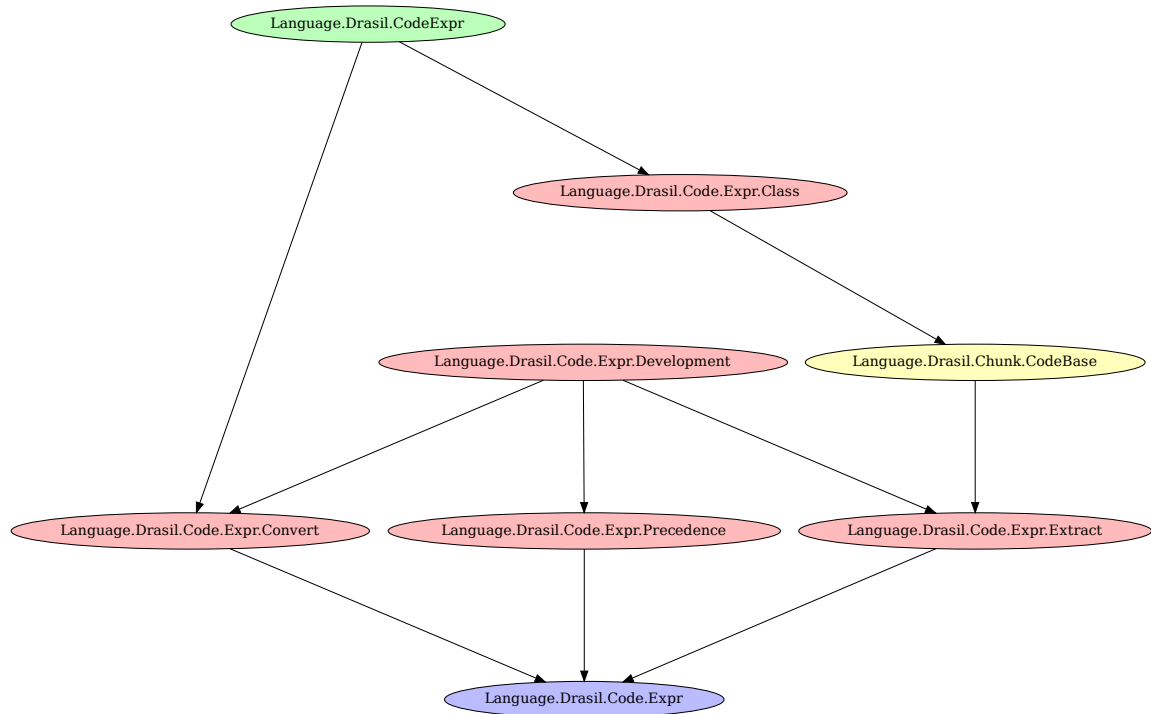 Language.Drasil.CodeExpr
Language.Drasil.Code.Expr.Class
Language.Drasil.Code.Expr.Development
Language.Drasil.Chunk.CodeBase
Language.Drasil.Code.Expr.Convert
Language.Drasil.Code.Expr.Precedence
Language.Drasil.Code.Expr.Extract
Language.Drasil.Code.Expr